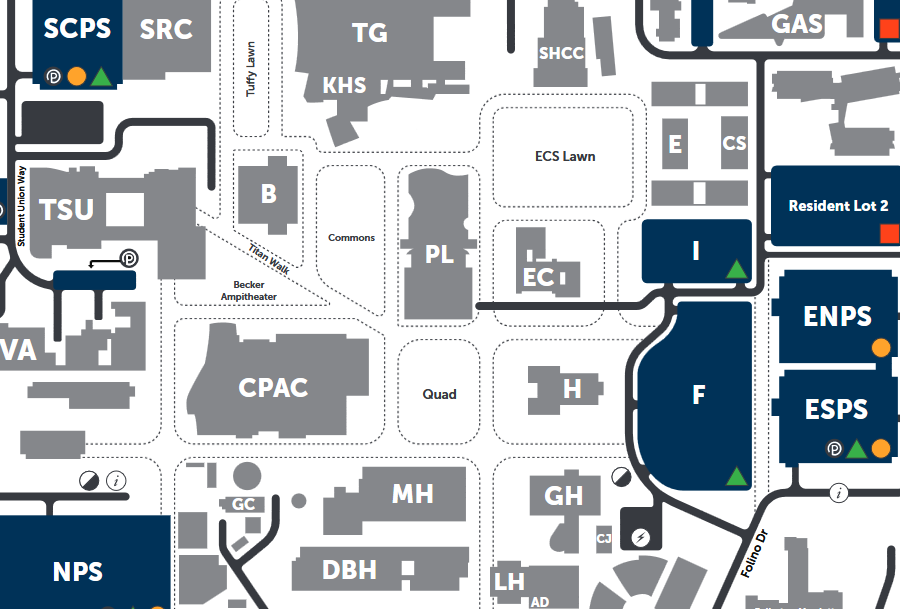 SCPS
SRC
TG
KHS
SHCC
GAS
Tuffy Lawn
P
E
CS
ECS Lawn
Student Union Way
TSU
B
Commons
PL
Resident Lot 2
Titan Walk
P
Becker
Ampitheater
EC
I
ENPS
VA
CPAC
Quad
H
F
ESPS
P
i
i
GC
MH
GH
CJ
Folino Dr
NPS
DBH
LH
AD